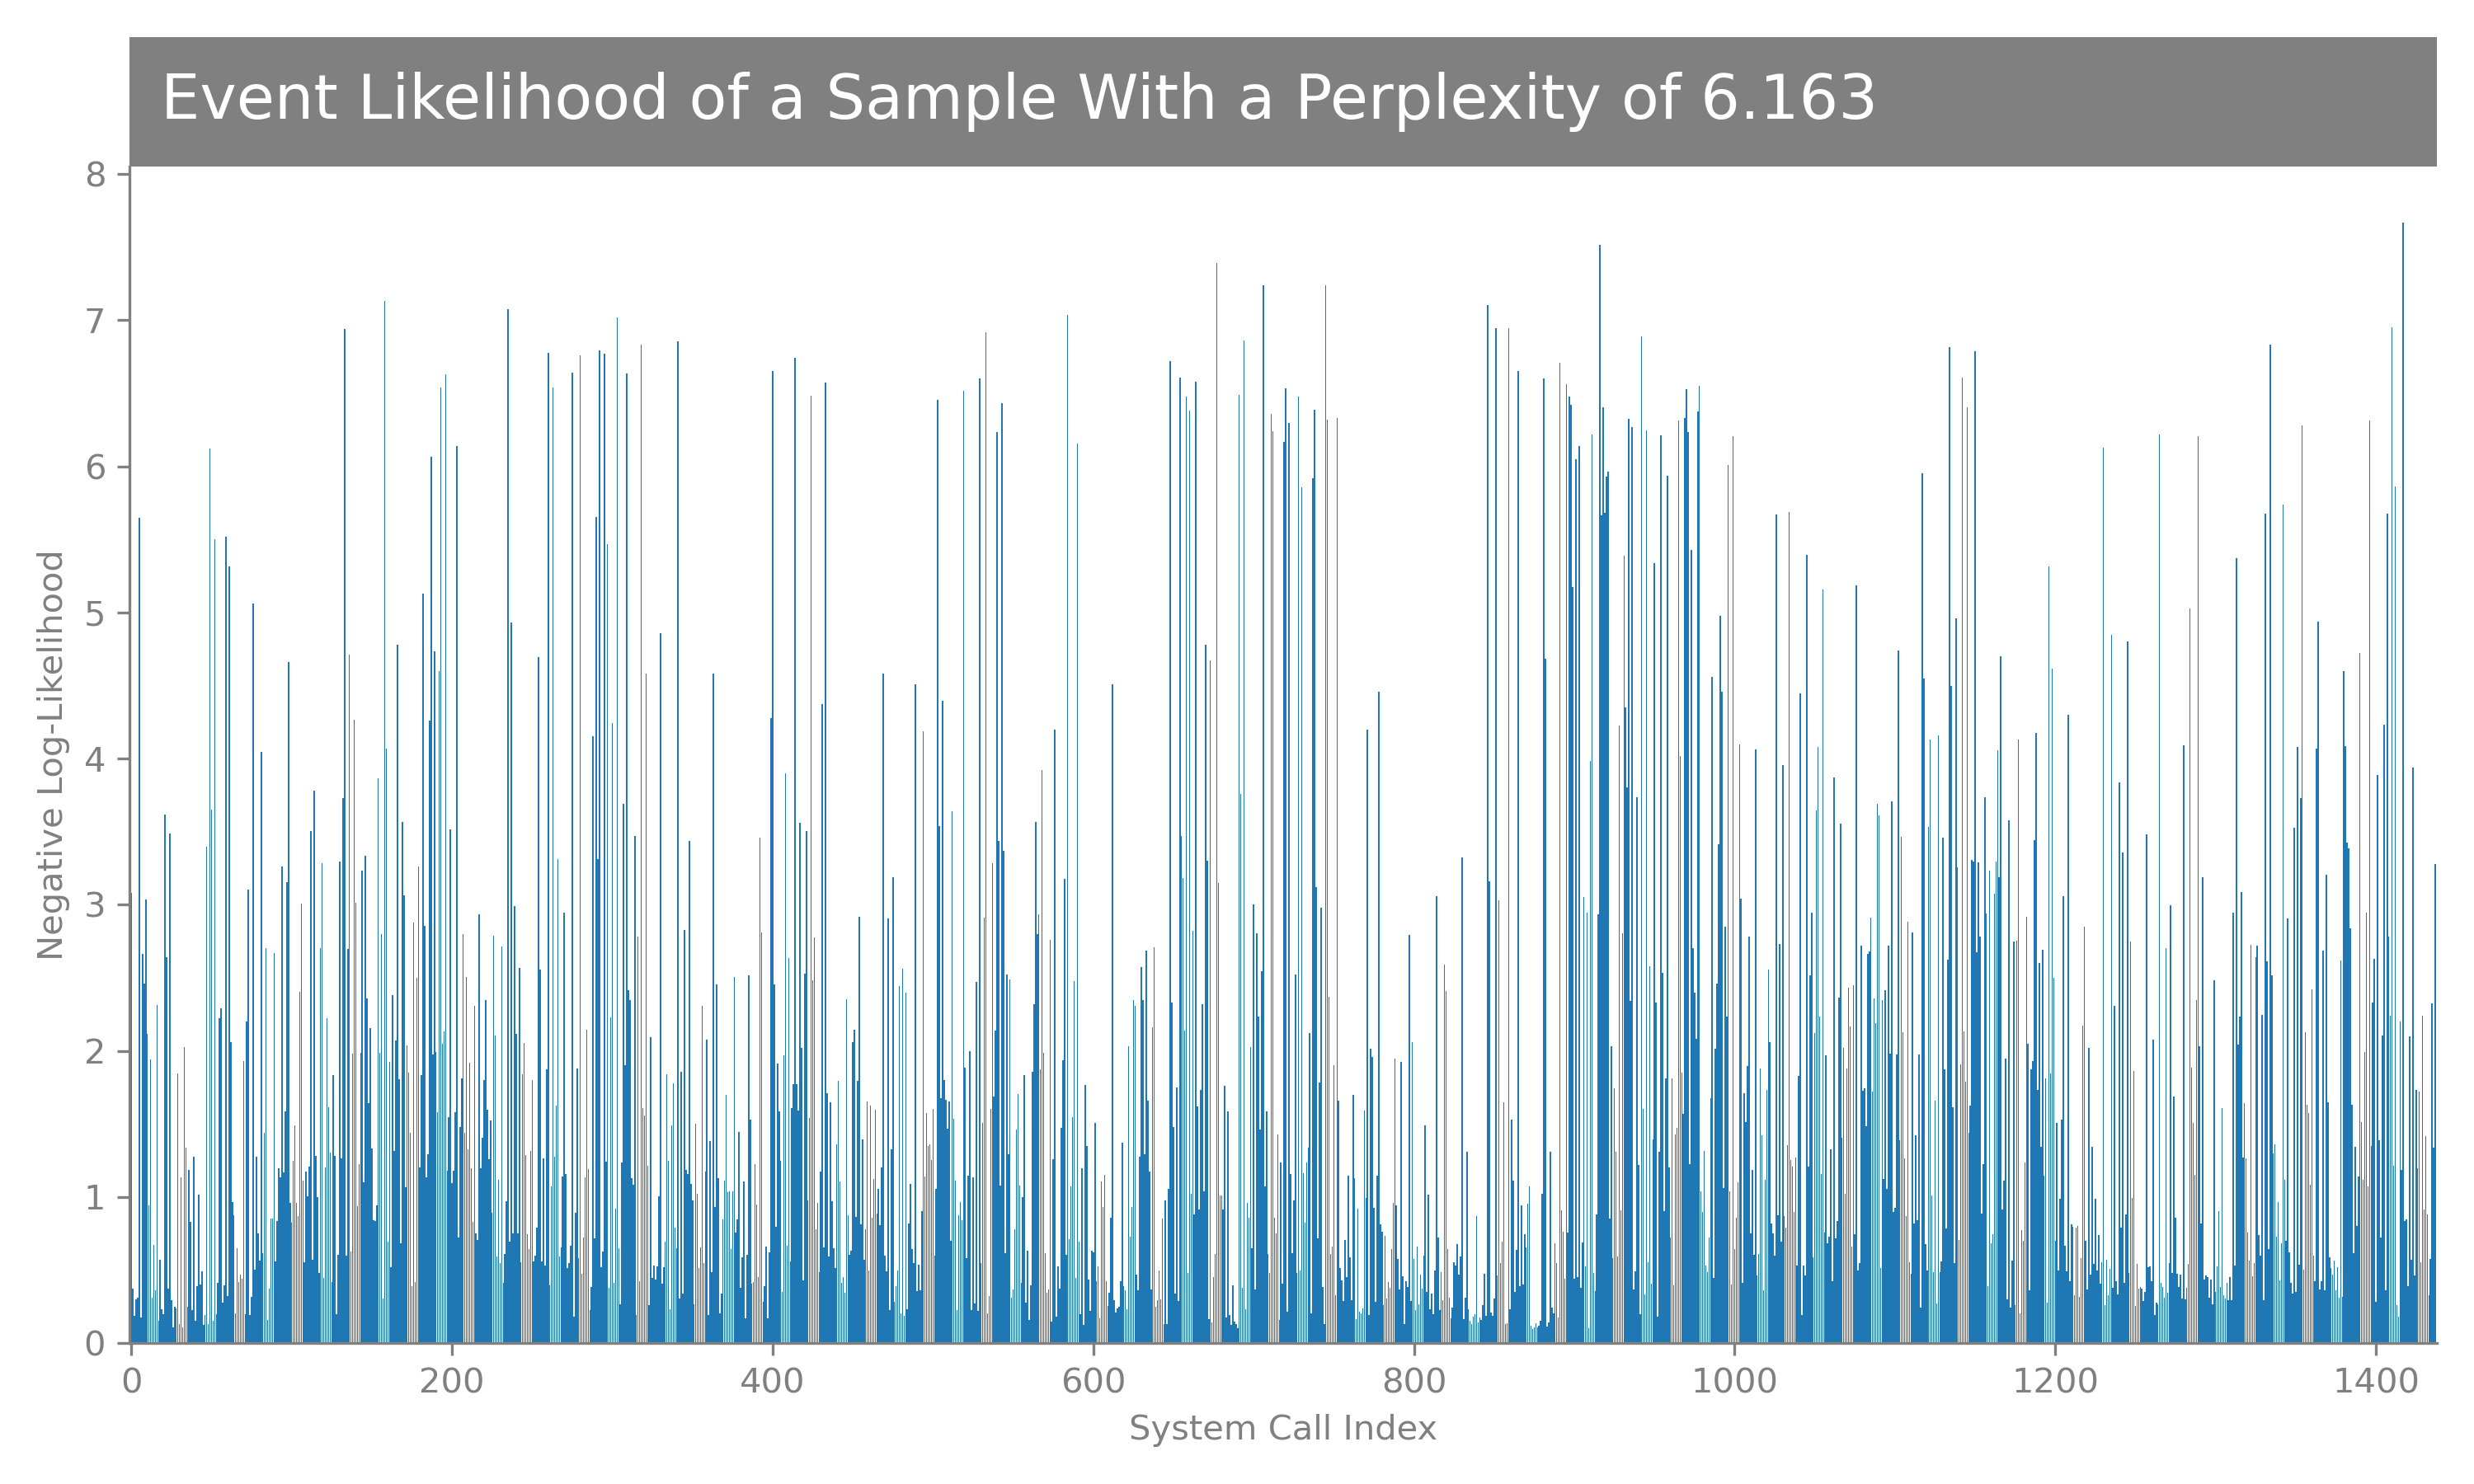 Event Likelihood of a Sample With a Perplexity of 6.163
8
7
6
5
4
3
2
1
0
Negative Log-Likelihood
0 200 400 600 800 1000 1200 1400
System Call Index